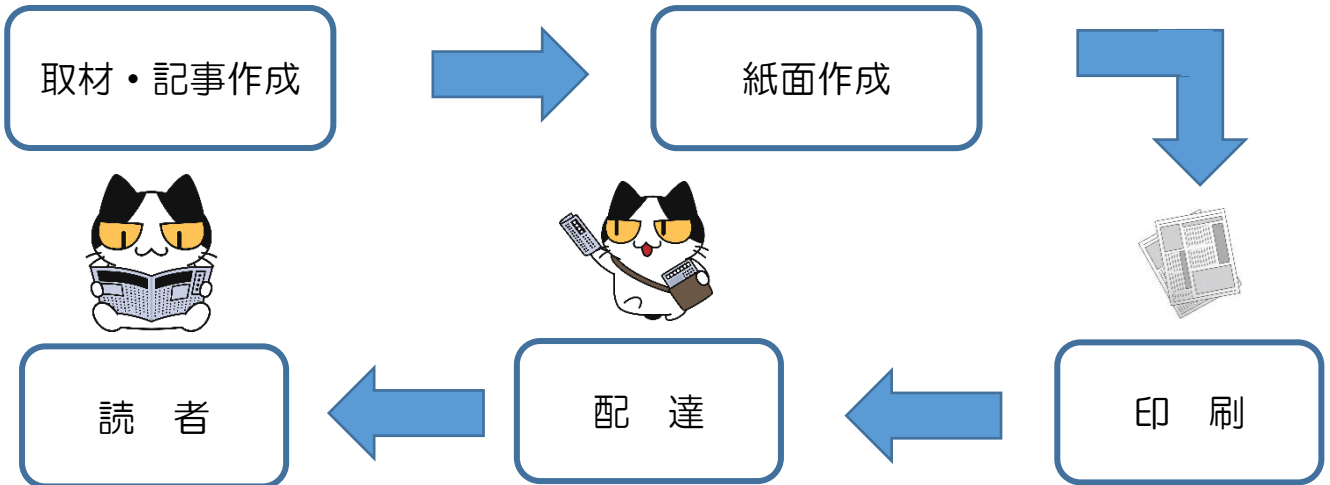 取材・記事作成
紙面作成
印　刷
配　達
読　者